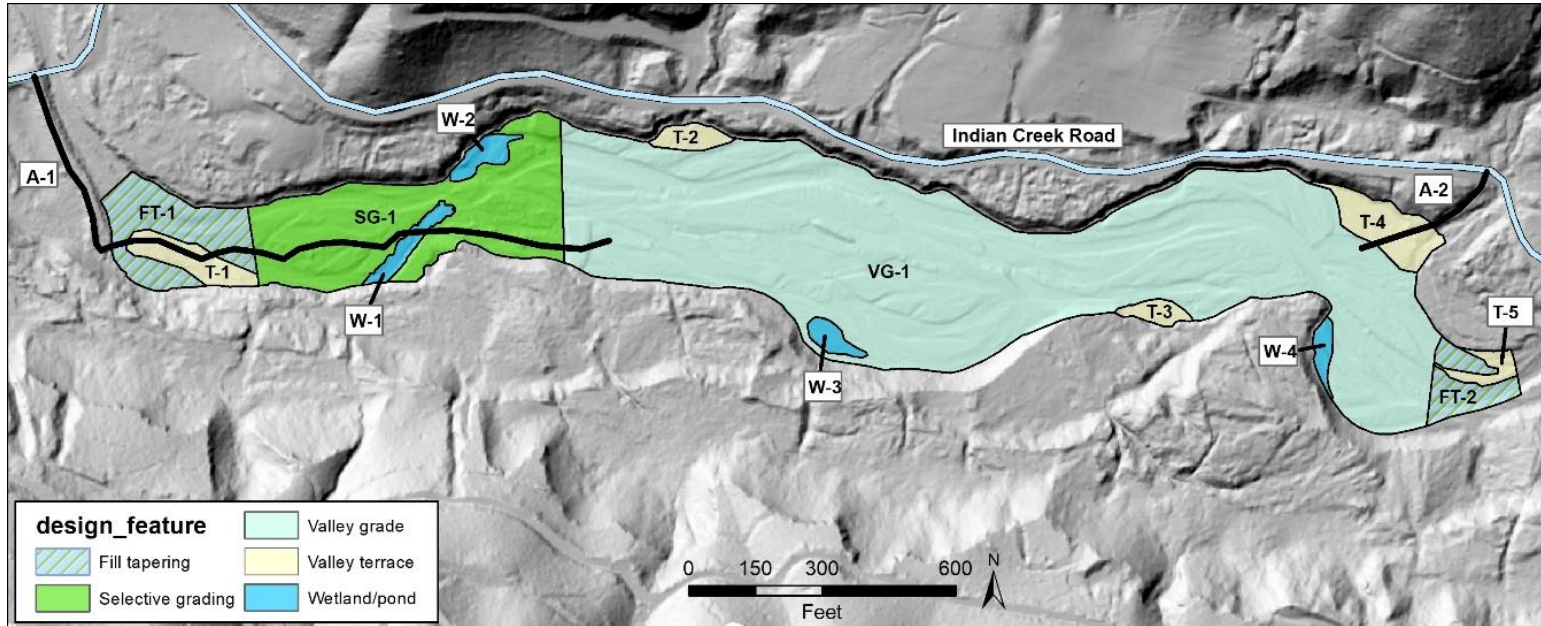 W-2
T-2
Indian Creek Road
A-1
A-2
FT-1
SG-1
T-4
T-1
VG-1
W-1
T-3
T-5
W-4
W-3
FT-2
design_feature
Fill tapering
Selective grading
Valley grade
Valley terrace
Wetland/pond
0 150 300 600
Feet
N